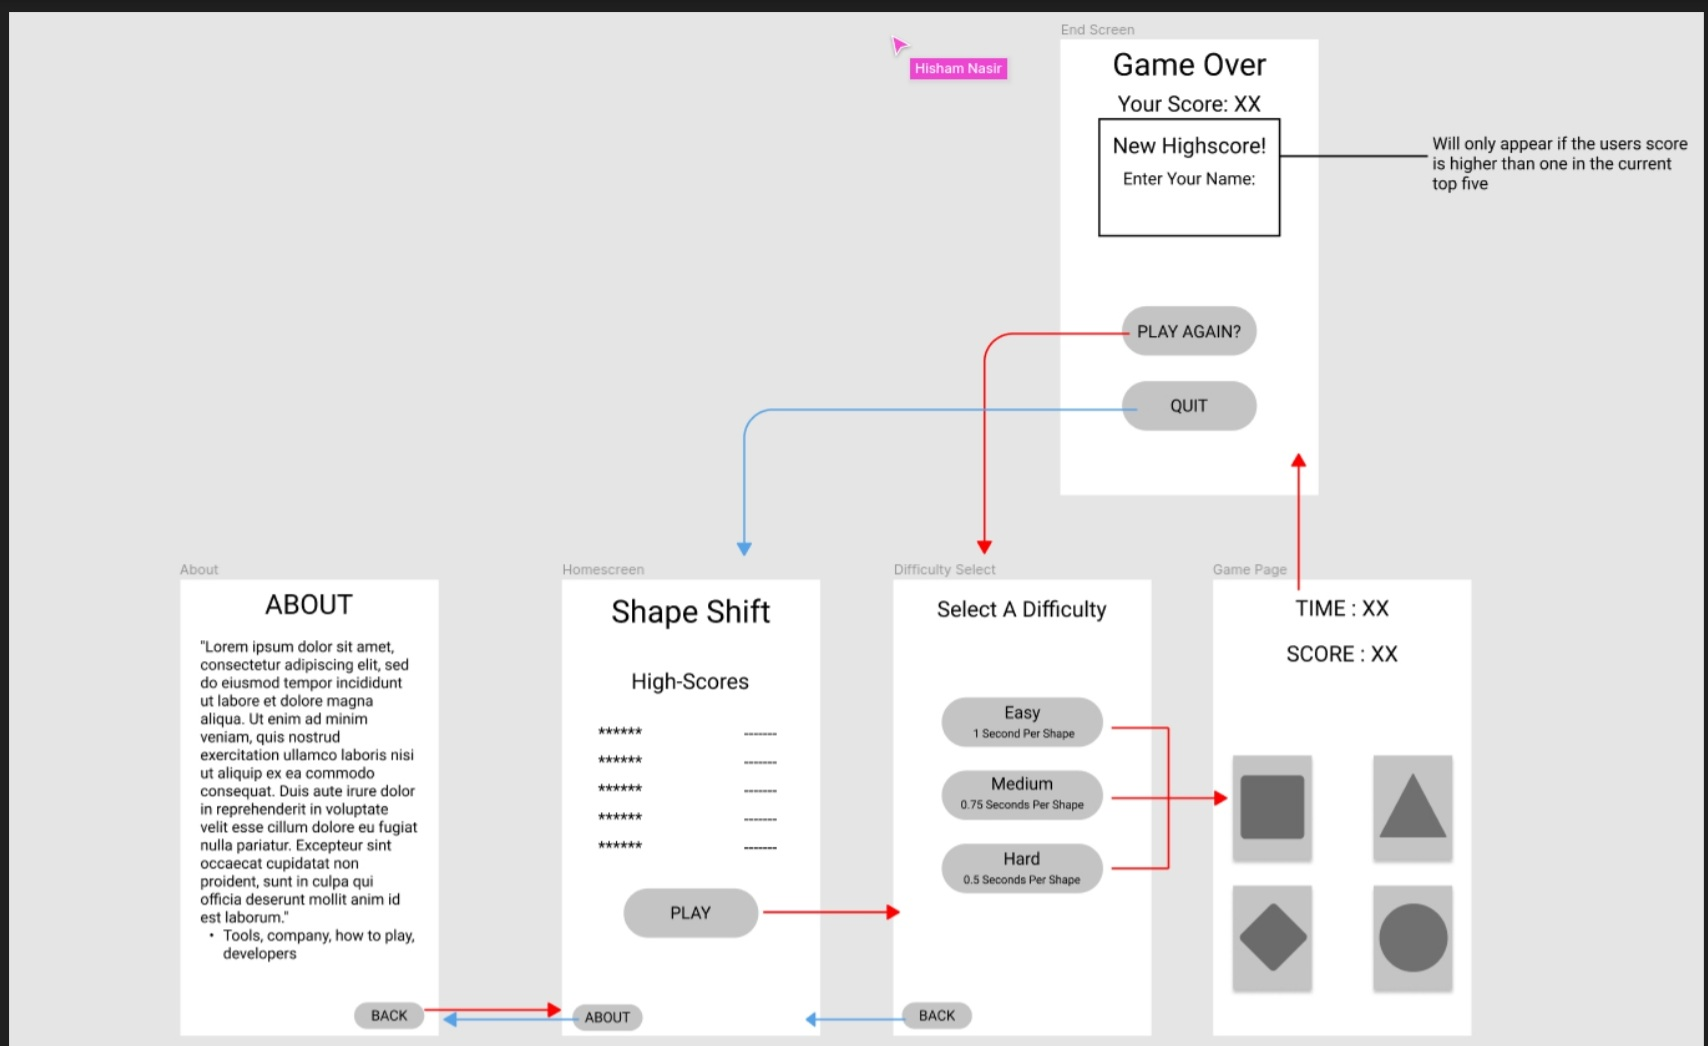 End Screen
Game Over
Hisham Nasir
Your Score: XX
New Highscore!
Enter Your Name:
Will only appear if the users score
is higher than one in the current
top five
PLAY AGAIN?
QUIT
About
ABOUT
"Lorem ipsum dolor sit amet,
consectetur adipiscing elit, sed
do eiusmod tempor incididunt
ut labore et dolore magna
aliqua. Ut enim ad minim
veniam, quis nostrud
exercitation ullamco laboris nisi
ut aliquip ex ea commodo
consequat. Duis aute irure dolor
in reprehenderit in voluptate
velit esse cillum dolore eu fugiat
nulla pariatur. Excepteur sint
occaecat cupidatat non
proident, sunt in culpa qui
officia deserunt mollit anim id
est laborum."
• Tools, company, how to play,
developers
BACK
Homescreen
Shape Shift
High-Scores
****** -------
****** -------
****** -------
****** -------
****** -------
PLAY
ABOUT
Difficulty Select
Select A Difficulty
Easy
1 Second Per Shape
Medium
0.75 Seconds Per Shape
Hard
0.5 Seconds Per Shape
BACK
Game Page
TIME : XX
SCORE : XX